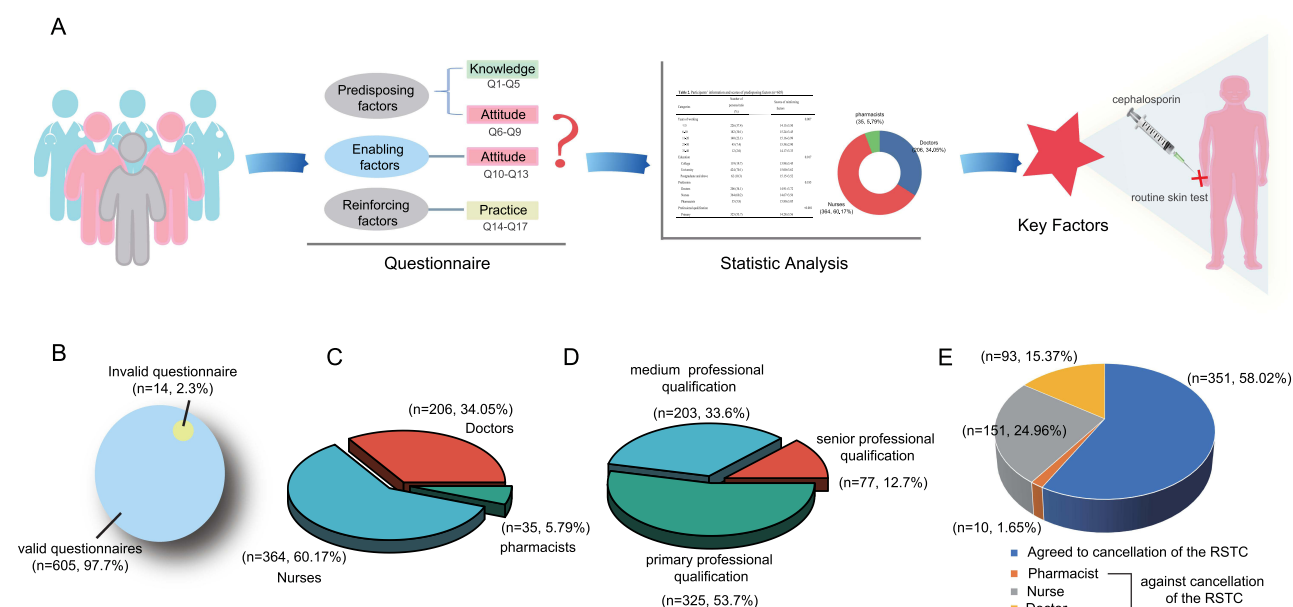 A
Predisposing
factors
Knowledge
Q1-Q5
Attitude
Q6-Q9
?
Enabling
factors
Attitude
Q10-Q13
Reinforcing
factors
Practice
Q14-Q17
Questionnaire
pharmacists
(35, 5.79%)
Doctors
(206, 34.05%)
Nurses
(364, 60.17%)
Statistic Analysis
Key Factors
cephalosporin
routine skin test
B
Invalid questionnaire
(n=14, 2.3%)
valid questionnaires
(n=605, 97.7%)
C
(n=206, 34.05%)
Doctors
(n=35, 5.79%)
pharmacists
(n=364, 60.17%)
Nurses
D
medium professional
qualification
(n=203, 33.6%)
senior professional
qualification
(n=77, 12.7%)
primary professional
qualification
(n=325, 53.7%)
E
(n=93, 15.37%)
(n=351, 58.02%)
(n=151, 24.96%)
(n=10, 1.65%)
Agreed to cancellation of the RSTC
Pharmacist
Nurse
Doctor
against cancellation
of the RSTC